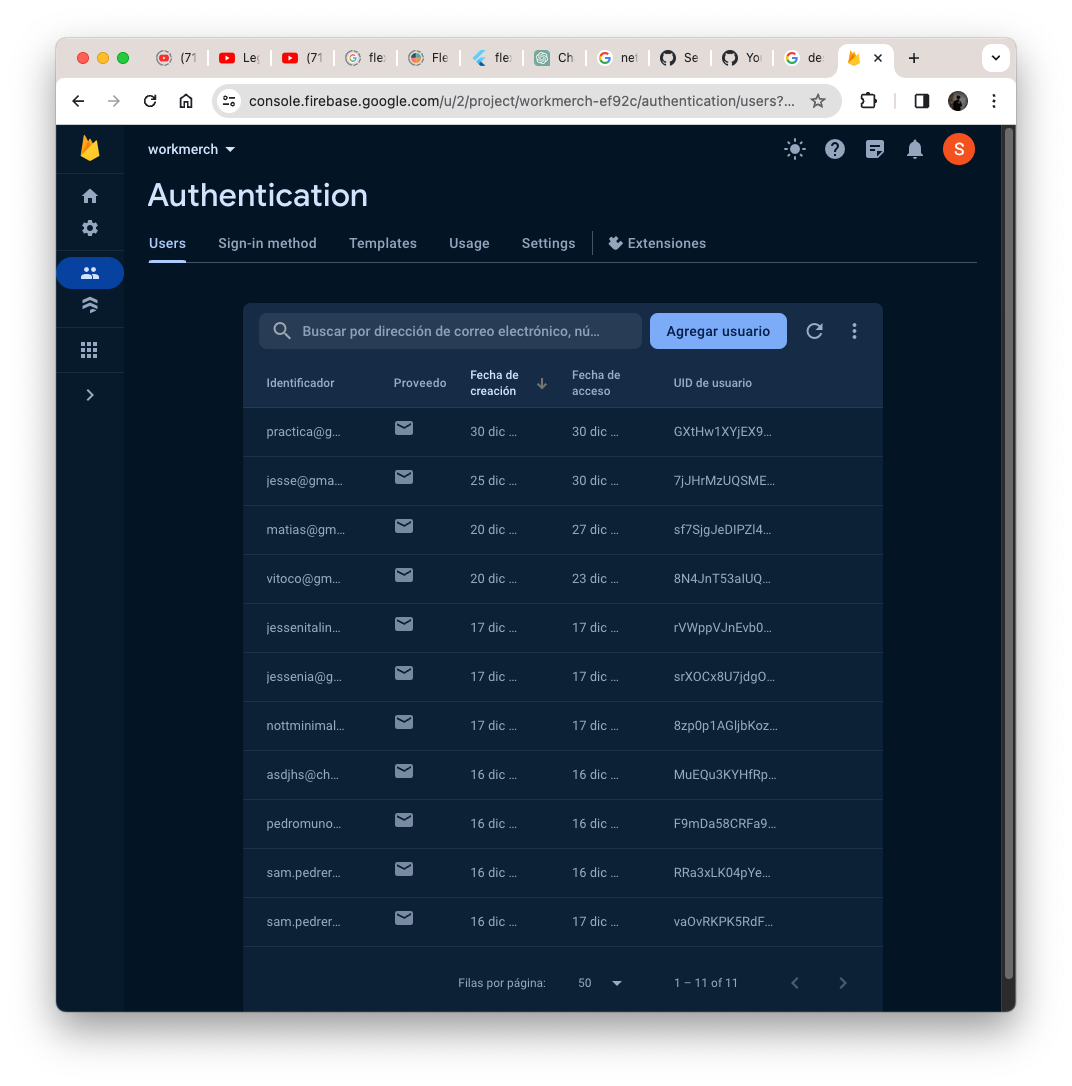 (71
Leg
(71
flex
Fle
flex
Ch
net
Se
Yo
de
console.firebase.google.com/u/2/project/workmerch-ef92c/authentication/users?...
workmerch
S
Authentication
Users Sign-in method Templates Usage Settings Extensiones
Buscar por dirección de correo electrónico, nú...
Agregar usuario
Identificador Proveedo Fecha de creación Fecha de acceso UID de usuario
practica@g... 30 dic ... 30 dic ... GXtHw1XYjEX9...
jesse@gma... 25 dic ... 30 dic ... 7jJHrMzUQSME...
matias@gm... 20 dic ... 27 dic ... sf7SjgJeDIPZl4...
vitoco@gm... 20 dic ... 23 dic ... 8N4JnT53aIUQ...
jessenitalin... 17 dic ... 17 dic ... rVWppVJnEvb0...
jessenia@g... 17 dic ... 17 dic ... srXOCx8U7jdgO...
nottminimal... 17 dic ... 17 dic ... 8zp0p1AGljbKoz...
asdjhs@ch... 16 dic ... 16 dic ... MuEQu3KYHfRp...
pedromuno... 16 dic ... 16 dic ... F9mDa58CRFa9...
sam.pedrer... 16 dic ... 16 dic ... RRa3xLK04pYe...
sam.pedrer... 16 dic ... 17 dic ... vaOvRKPK5RdF...
Filas por página: 50 1 – 11 of 11